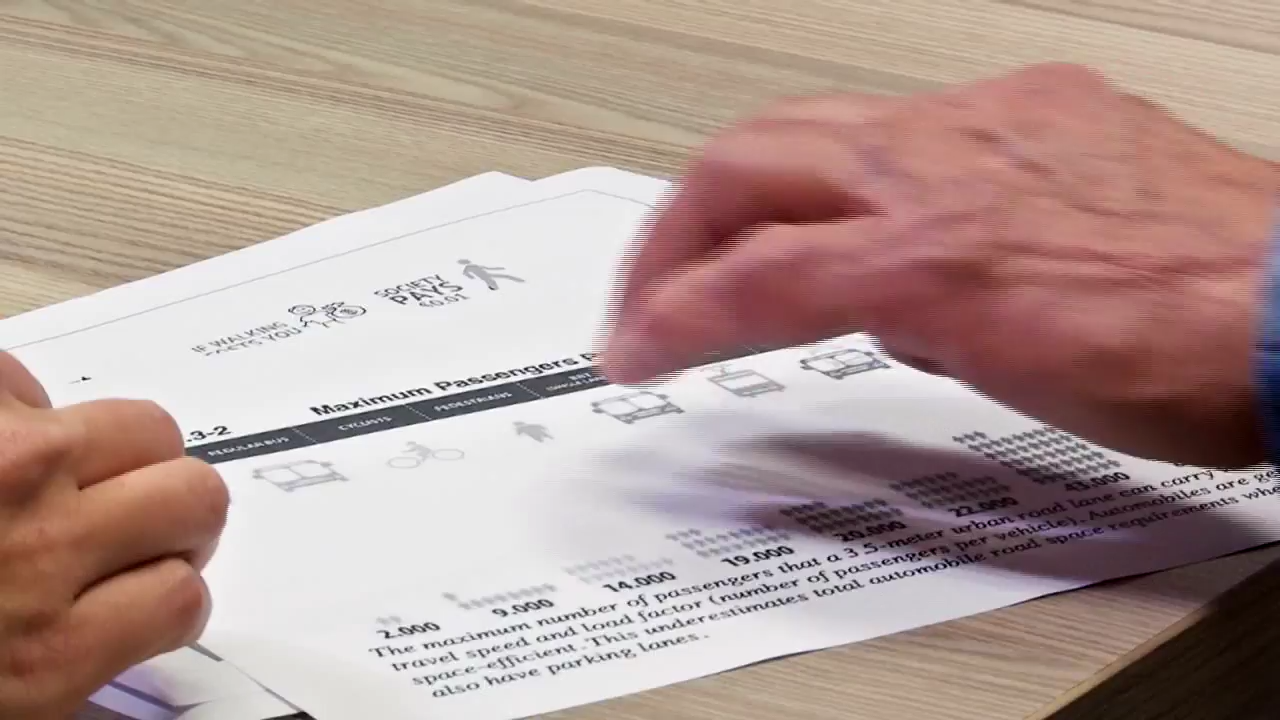 IF WALKING
COSTS YOU
SOCIETY
PAYS
€0.01
.3-2
Maximum Passengers P
REGULAR BUS
CYCLISTS
PEDESTRIANS
2.000
9.000
14.000
19.000
20.000
22.000
43.000
The maximum number of passengers that a 3.5-meter urban road lane can carry
travel speed and load factor (number of passengers per vehicle). Automobiles are
space-efficient. This underestimates total automobile road space requirements
also have parking lanes.